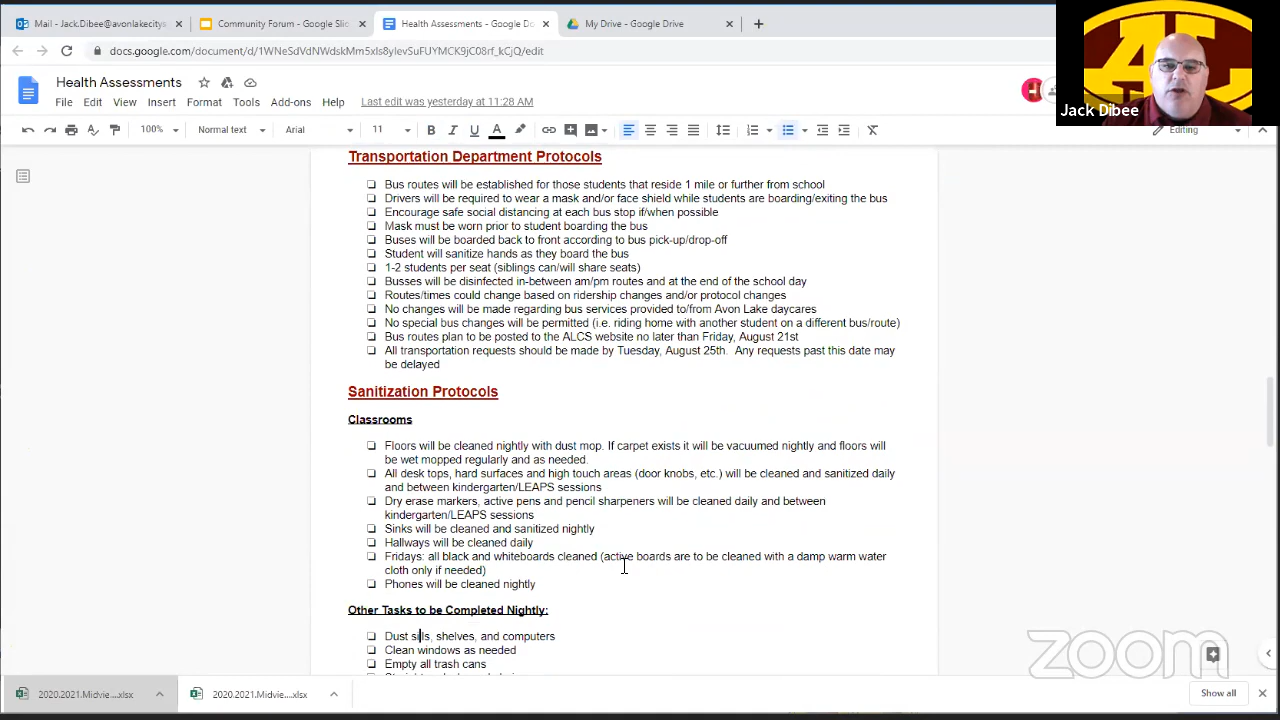 Mail - Jack.Dibee@avonlakecitys
Community Forum - Google Slid
Health Assessments - Google Do
My Drive - Google Drive
docs.google.com/document/d/
Health Assessments
File Edit View Insert Format Tools Add-ons Help Last edit was yesterday at 11:28 AM
100% Normal text Arial 11 B I U A Editing
Jack Dibee
Transportation Department Protocols
Bus routes will be established for those students that reside 1 mile or further from school
Drivers will be required to wear a mask and/or face shield while students are boarding/exiting the bus
Encourage safe social distancing at each bus stop if/when possible
Mask must be worn prior to student boarding the bus
Buses will be boarded back to front according to bus pick-up/drop-off
Student will sanitize hands as they board the bus
1-2 students per seat (siblings can/will share seats)
Busses will be disinfected in-between am/pm routes and at the end of the school day
Routes/times could change based on ridership changes and/or protocol changes
No changes will be made regarding bus services provided to/from Avon Lake daycares
No special bus changes will be permitted (i.e. riding home with another student on a different bus/route)
Bus routes plan to be posted to the ALCS website no later than Friday, August 21st
All transportation requests should be made by Tuesday, August 25th. Any requests past this date may
be delayed
Sanitization Protocols
Classrooms
Floors will be cleaned nightly with dust mop. If carpet exists it will be vacuumed nightly and floors will
be wet mopped regularly and as needed.
All desk tops, hard surfaces and high touch areas (door knobs, etc.) will be cleaned and sanitized daily
and between kindergarten/LEAPS sessions
Dry erase markers, active pens and pencil sharpeners will be cleaned daily and between
kindergarten/LEAPS sessions
Sinks will be cleaned and sanitized nightly
Hallways will be cleaned daily
Fridays: all black and whiteboards cleaned (active boards are to be cleaned with a damp warm water
cloth only if needed)
Phones will be cleaned nightly
Other Tasks to be Completed Nightly:
Dust sills, shelves, and computers
Clean windows as needed
Empty all trash cans
zoom
2020.2021.Midvie....xlsx
2020.2021.Midvie....xlsx
Show all